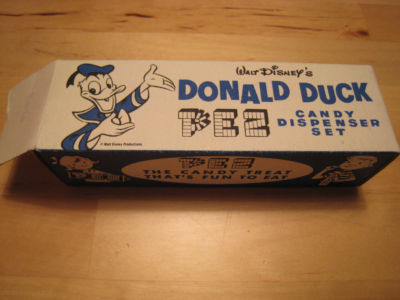 Walt Disney's
DONALD DUCK
PEZ
CANDY
DISPENSER
SET
© Walt Disney Productions
PEZ
THE CANDY TREAT
THAT'S FUN TO EAT